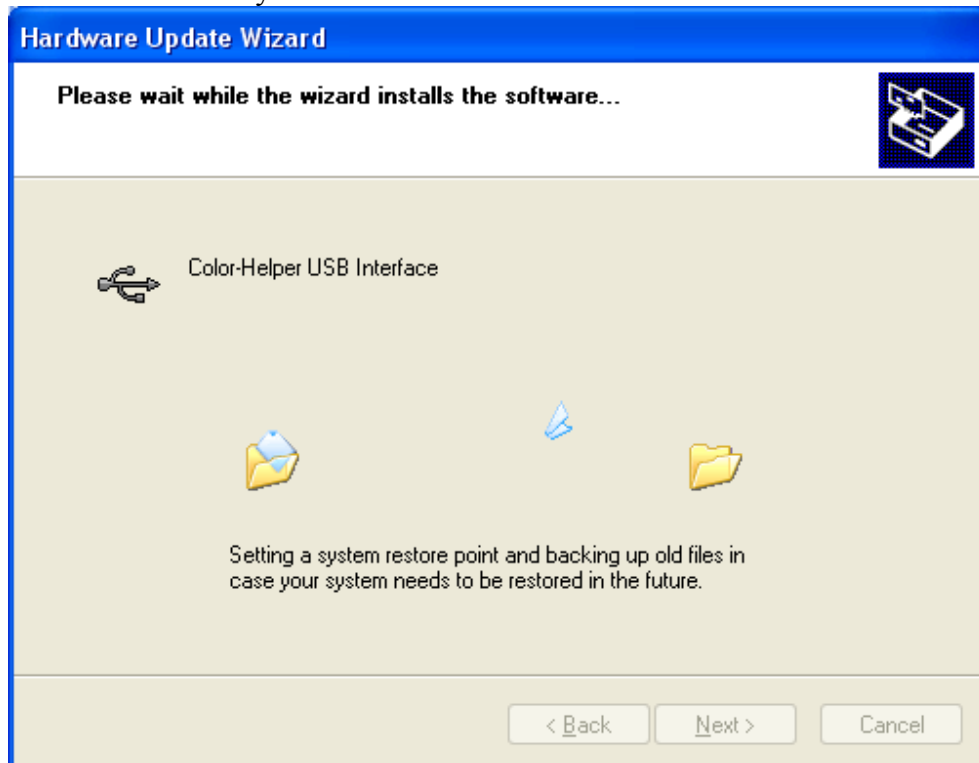 Hardware Update Wizard
Please wait while the wizard installs the software...
Color-Helper USB Interface
Setting a system restore point and backing up old files in
case your system needs to be restored in the future.
< Back
Next >
Cancel